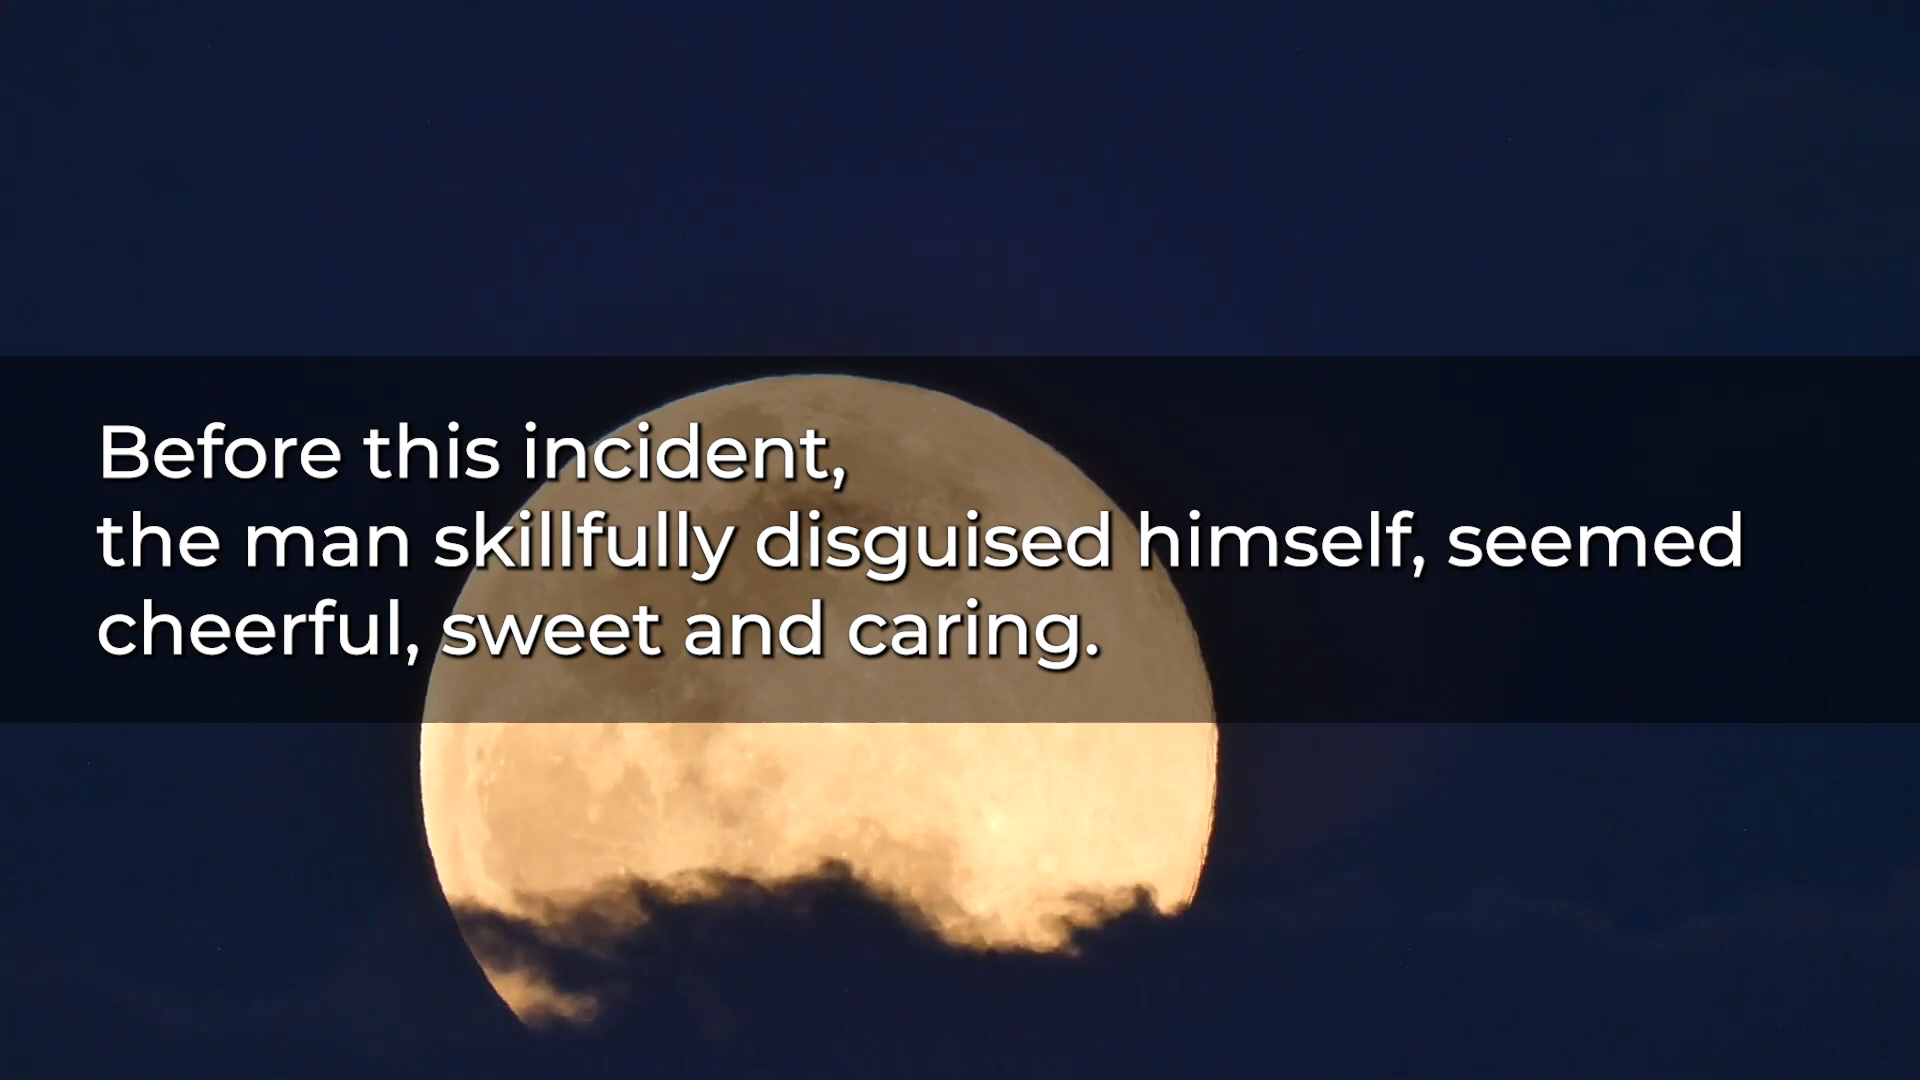 Before this incident,
the man skillfully disguised himself, seemed
cheerful, sweet and caring.